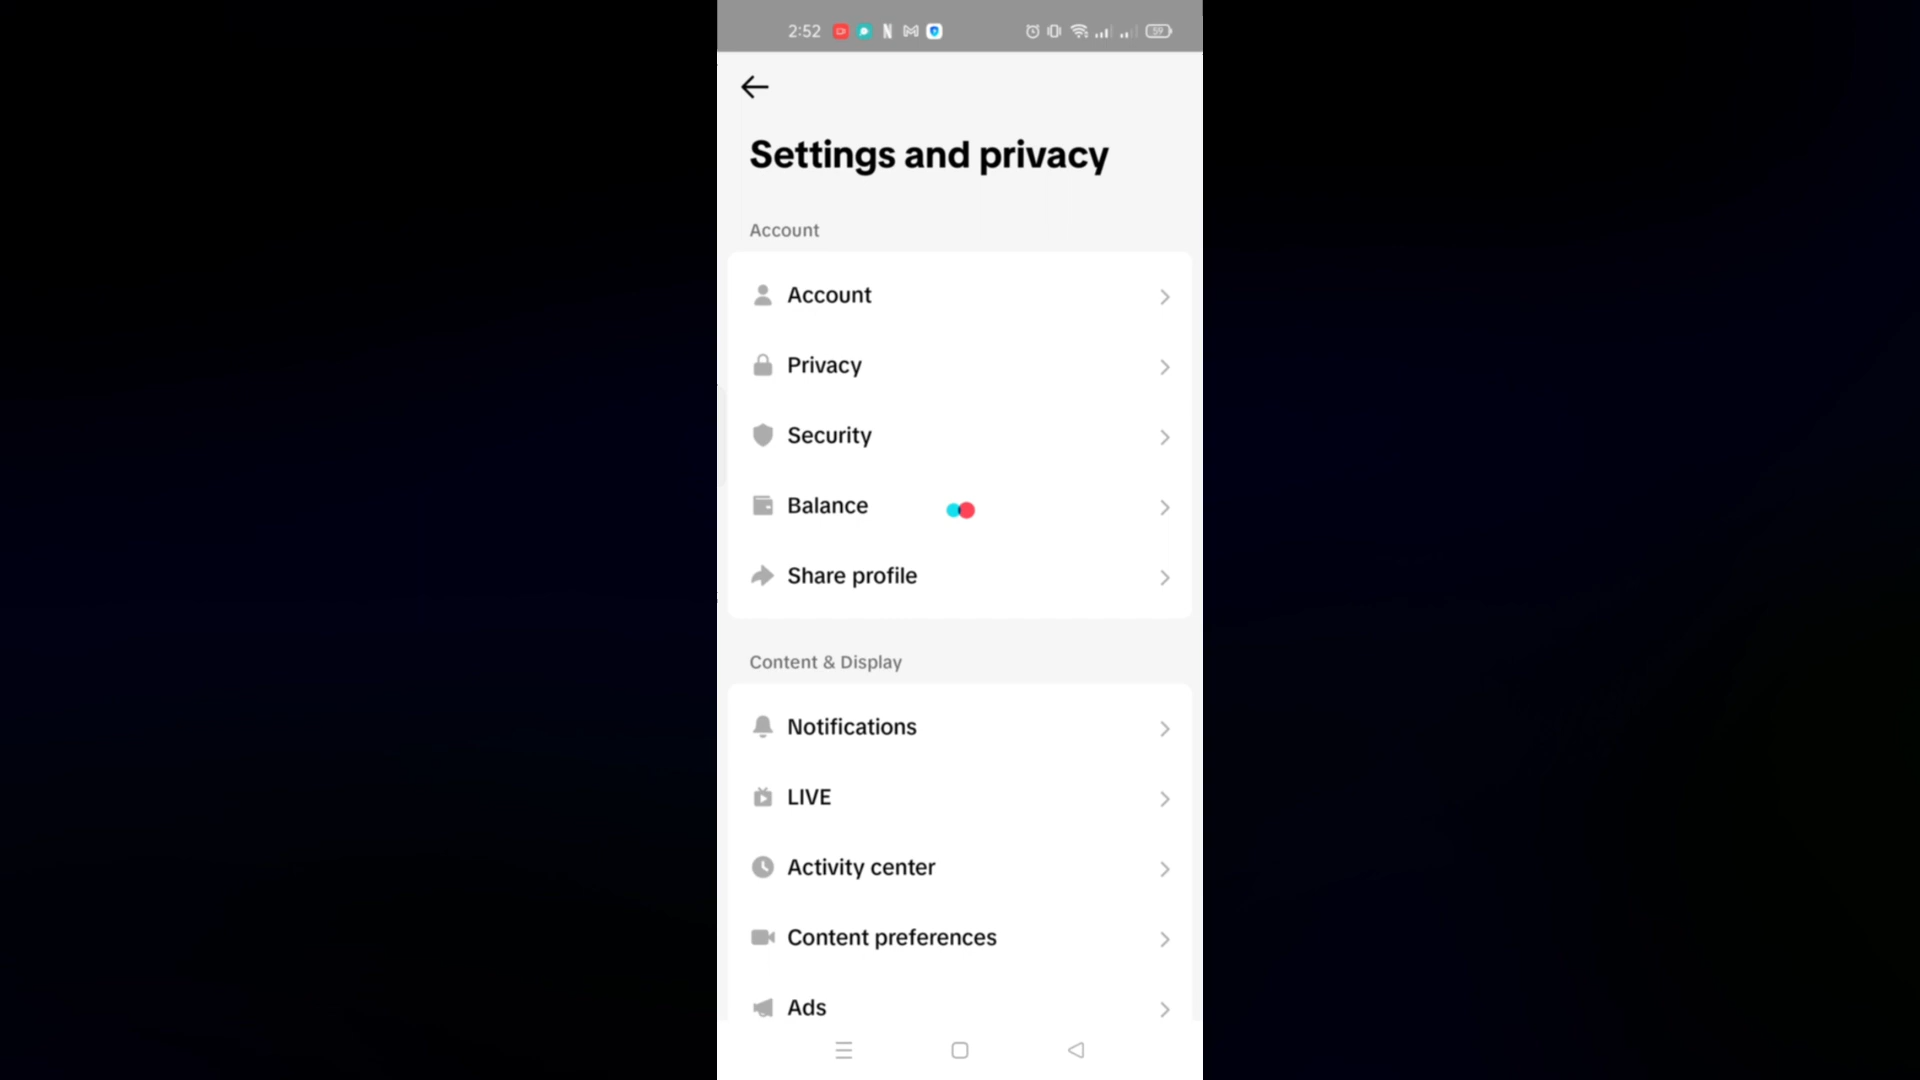 2:52
59
Settings and privacy
Account
Account
Privacy
Security
Balance
Share profile
Content & Display
Notifications
LIVE
Activity center
Content preferences
Ads